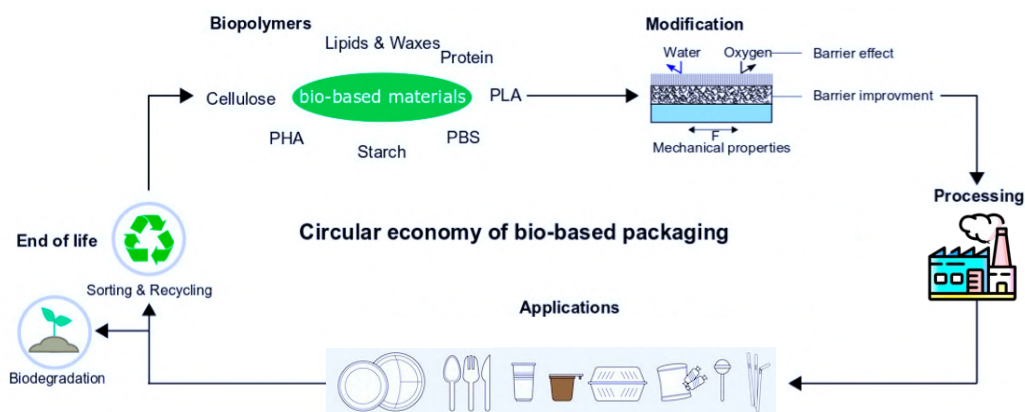 Biopolymers
Lipids & Waxes
Protein
Cellulose
bio-based materials
PLA
PHA
PBS
Starch
Modification
Water
Oxygen
Barrier effect
Barrier improvment
F
Mechanical properties
Processing
Circular economy of bio-based packaging
End of life
Sorting & Recycling
Applications
Biodegradation